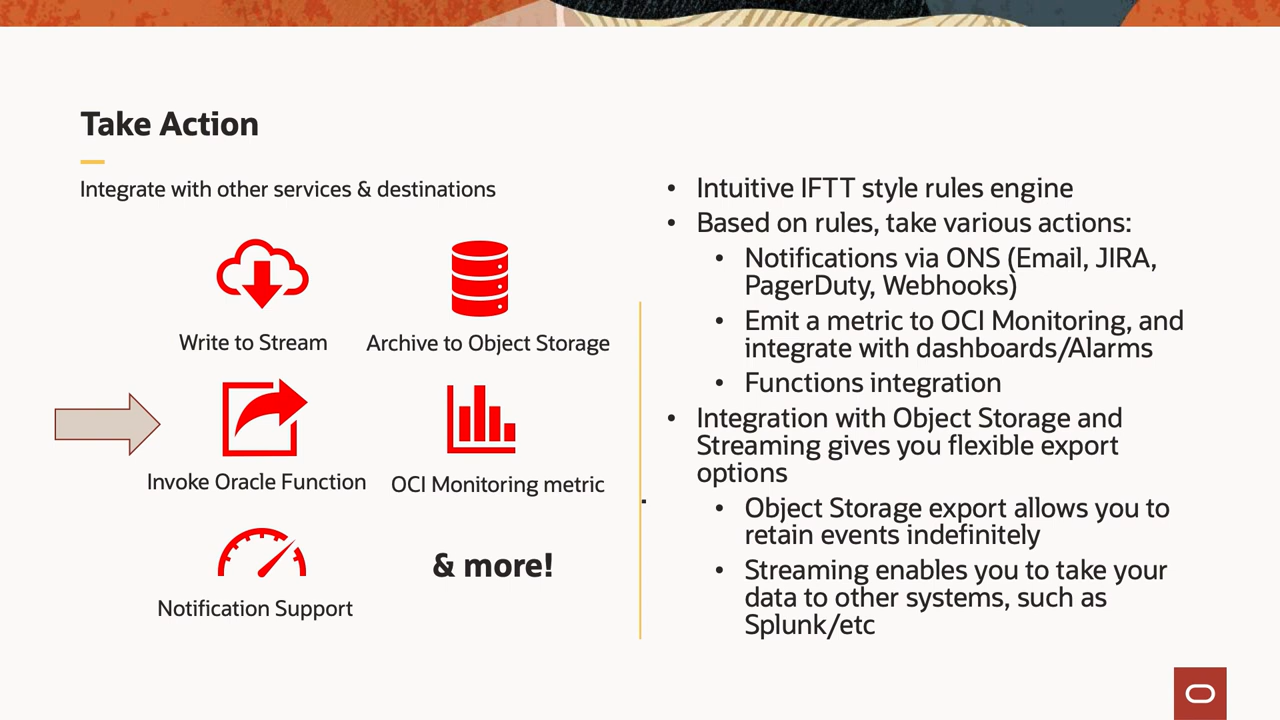 Take Action
Integrate with other services & destinations
Write to Stream
Archive to Object Storage
Invoke Oracle Function
OCI Monitoring metric
Notification Support
& more!
• Intuitive IFTT style rules engine
• Based on rules, take various actions:
• Notifications via ONS (Email, JIRA,
PagerDuty, Webhooks)
• Emit a metric to OCI Monitoring, and
integrate with dashboards/Alarms
• Functions integration
• Integration with Object Storage and
Streaming gives you flexible export
options
• Object Storage export allows you to
retain events indefinitely
• Streaming enables you to take your
data to other systems, such as
Splunk/etc